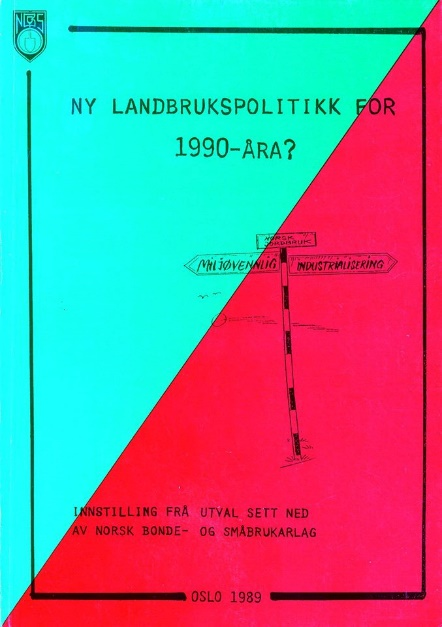 NBS
NY LANDBRUKSPOLITIKK FOR
1990-ÅRA?
NORSK
JORDBRUK
MILJØVENNLIG
INDUSTRIALISERING
INNSTILLING FRÅ UTVAL SETT NED
AV NORSK BONDE- OG SMÅBRUKARLAG
OSLO 1989